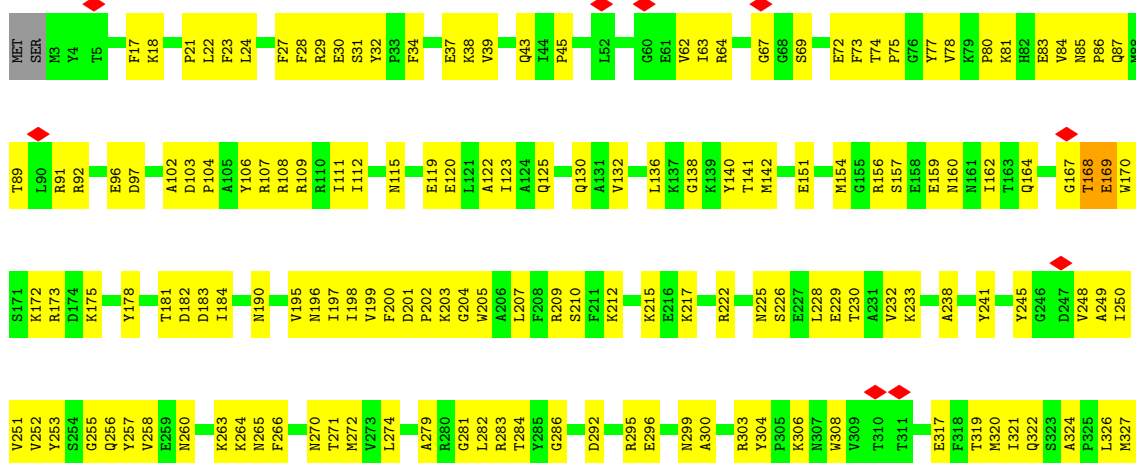 MET SER M3 Y4 T5 F17 K18 P21 L22 F23 L24 F27 F28 R29 E30 S31 Y32 P33 F34 E37 K38 V39 Q43 I44 P45 L52 G60 E61 V62 I63 R64 G67 G68 S69 E72 F73 T74 P75 G76 Y77 V78 K79 P80 K81 H82 E83 V84 N85 P86 Q87 M88
T89 L90 R91 R92 E96 D97 A102 D103 P104 A105 Y106 R107 R108 R109 R110 I111 I112 N115 E119 E120 L121 A122 I123 A124 Q125 Q130 A131 V132 L136 K137 G138 K139 Y140 T141 M142 E151 M154 G155 R156 S157 E158 E159 N160 N161 I162 T163 Q164 G167 T168 E169 W170
S171 K172 R173 D174 K175 Y178 T181 D182 D183 I184 N190 V195 N196 I197 I198 V199 F200 D201 P202 K203 G204 W205 A206 L207 F208 R209 S210 F211 K212 K215 E216 K217 R222 N225 S226 E227 L228 E229 T230 A231 V232 K233 A238 Y241 Y245 G246 D247 V248 A249 I250
V251 V252 Y253 S254 G255 Q256 Y257 V258 E259 N260 K263 K264 N265 F266 N270 T271 M272 V273 L274 A279 R280 G281 L282 R283 T284 Y285 G286 D292 R295 E296 N299 A300 R303 Y304 P305 K306 N307 W308 V309 T310 T311 E317 F318 T319 M320 I321 Q322 S323 A324 P325 L326 M327